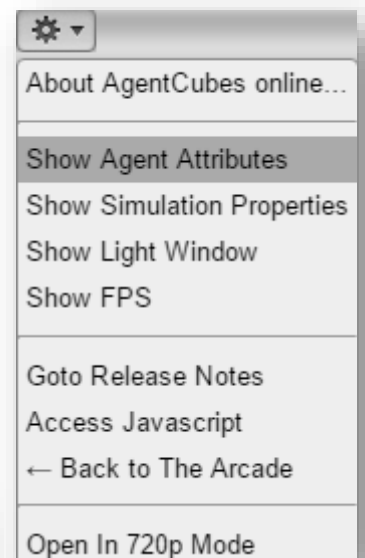 About AgentCubes online...
Show Agent Attributes
Show Simulation Properties
Show Light Window
Show FPS
Goto Release Notes
Access Javascript
← Back to The Arcade
Open In 720p Mode